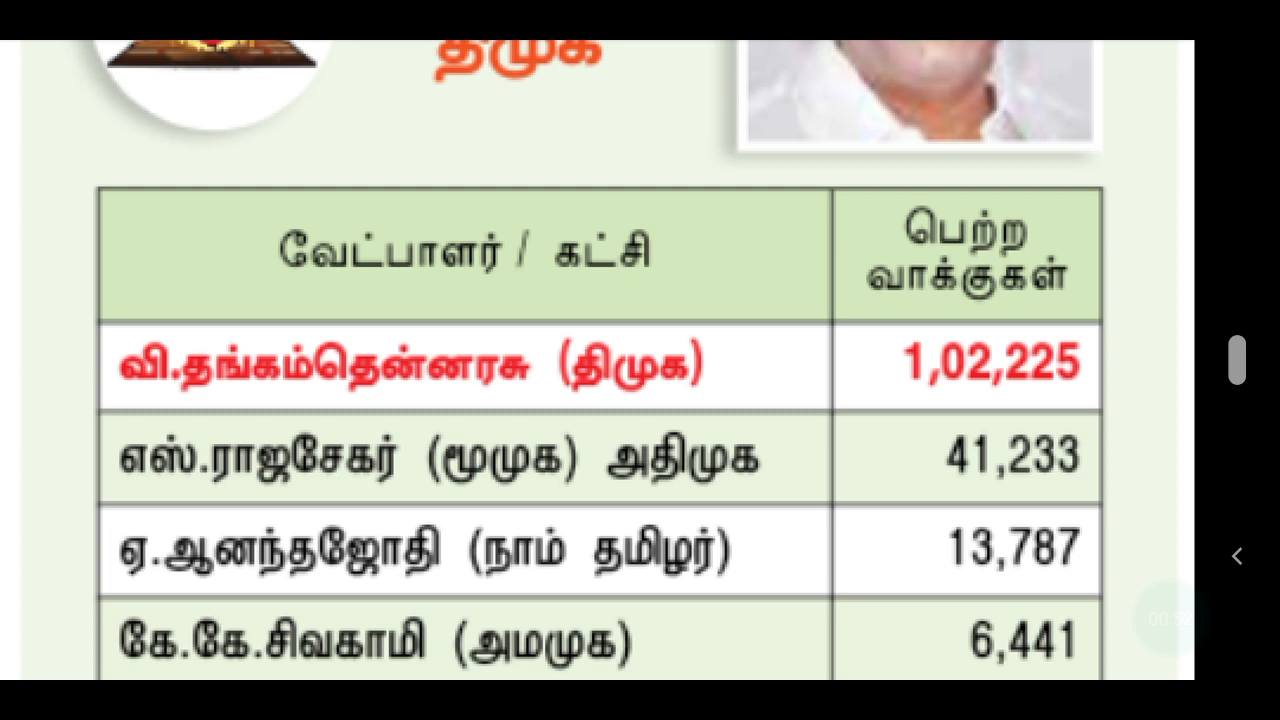 திமுக
வேட்பாளர் / கட்சி
பெற்ற
வாக்குகள்
வி.தங்கம்தென்னரசு (திமுக) 1,02,225
எஸ்.ராஜசேகர் (மூமுக) அதிமுக 41,233
ஏ.ஆனந்தஜோதி (நாம் தமிழர்) 13,787
கே.கே.சிவகாமி (அமமுக) 6,441